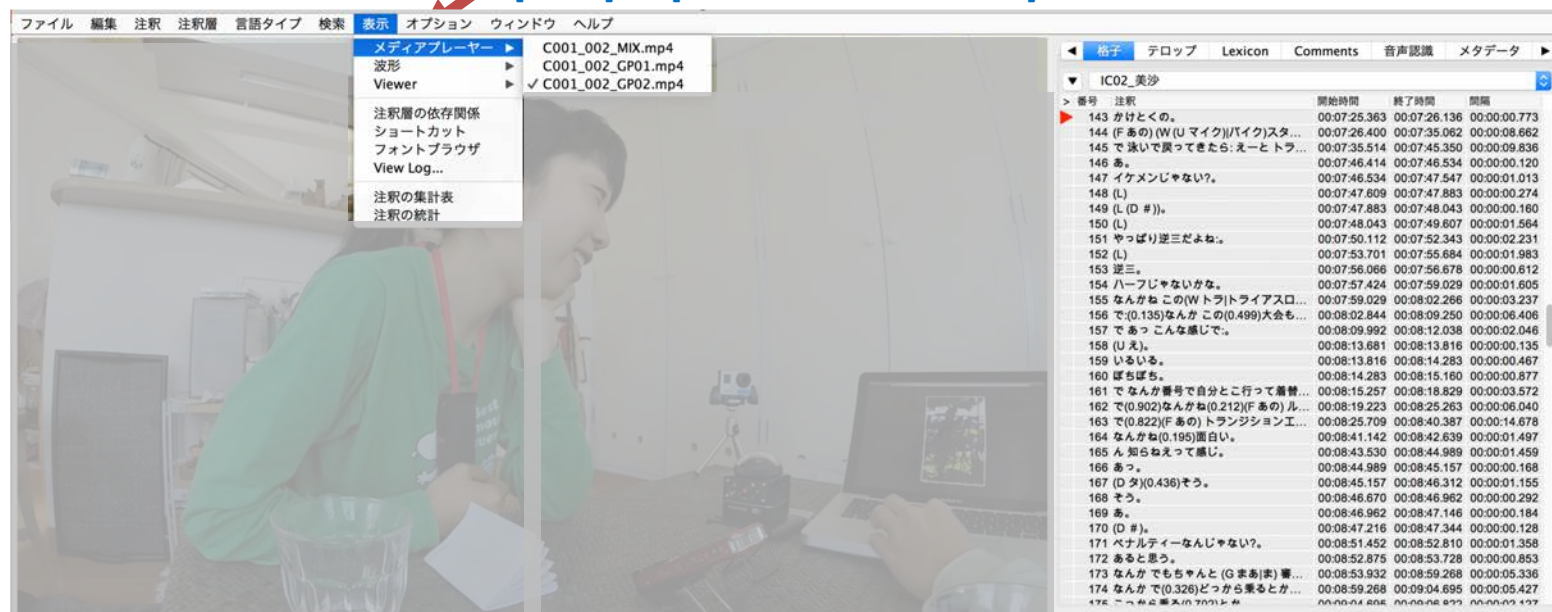 ファイル 編集 注釈 注釈層 言語タイプ 検索 表示 オプション ウィンドウ ヘルプ
メディアプレーヤー
波形
Viewer
注釈層の依存関係
ショートカット
フォントブラウザ
View Log...
注釈の集計表
注釈の統計
C001_002_MIX.mp4
C001_002_GP01.mp4
✓ C001_002_GP02.mp4
格子 テロップ Lexicon Comments 音声認識 メタデータ
IC02_美沙
> 番号 注釈 開始時間 終了時間 間隔
143 かけとくの。 00:07:25.363 00:07:26.136 00:00:00.773
144 (F あの) (W (U マイク)|バイク)スタ... 00:07:26.400 00:07:35.062 00:00:08.662
145 で 泳いで戻ってきたら: えーと トラ... 00:07:35.514 00:07:45.350 00:00:09.836
146 あ。 00:07:46.414 00:07:46.534 00:00:00.120
147 イケメンじゃない?。 00:07:46.534 00:07:47.547 00:00:01.013
148 (L) 00:07:47.609 00:07:47.883 00:00:00.274
149 (L (D #))。 00:07:47.883 00:07:48.043 00:00:00.160
150 (L) 00:07:48.043 00:07:49.607 00:00:01.564
151 やっぱり逆三だよね:。 00:07:50.112 00:07:52.343 00:00:02.231
152 (L) 00:07:53.701 00:07:55.684 00:00:01.983
153 逆三。 00:07:56.066 00:07:56.678 00:00:00.612
154 ハーフじゃないかな。 00:07:57.424 00:07:59.029 00:00:01.605
155 なんかね この(W トラ|トライアスロ... 00:07:59.029 00:08:02.266 00:00:03.237
156 で:(0.135)なんか この(0.499)大会も... 00:08:02.844 00:08:09.250 00:00:06.406
157 で あっ こんな感じで:。 00:08:09.992 00:08:12.038 00:00:02.046
158 (U え)。 00:08:13.681 00:08:13.816 00:00:00.135
159 いるいる。 00:08:13.816 00:08:14.283 00:00:00.467
160 ぼちぼち。 00:08:14.283 00:08:15.160 00:00:00.877
161 で なんか番号で自分とこ行って着替... 00:08:15.257 00:08:18.829 00:00:03.572
162 で(0.902)なんかね(0.212)(F あの) ル... 00:08:19.223 00:08:25.263 00:00:06.040
163 で(0.822)(F あの) トランジションエ... 00:08:25.709 00:08:40.387 00:00:14.678
164 なんかね(0.195)面白い。 00:08:41.142 00:08:42.639 00:00:01.497
165 ん 知らねえって感じ。 00:08:43.530 00:08:44.989 00:00:01.459
166 あっ。 00:08:44.989 00:08:45.157 00:00:00.168
167 (D タ)(0.436)そう。 00:08:45.157 00:08:46.312 00:00:01.155
168 そう。 00:08:46.670 00:08:46.962 00:00:00.292
169 あ。 00:08:46.962 00:08:47.146 00:00:00.184
170 (D #)。 00:08:47.216 00:08:47.344 00:00:00.128
171 ペナルティーなんじゃない?。 00:08:51.452 00:08:52.810 00:00:01.358
172 あると思う。 00:08:52.875 00:08:53.728 00:00:00.853
173 なんか でもちゃんと (G まあ|ま) 審... 00:08:53.932 00:08:59.268 00:00:05.336
174 なんか で(0.326)どっから乗るとか... 00:08:59.268 00:09:04.695 00:00:05.427